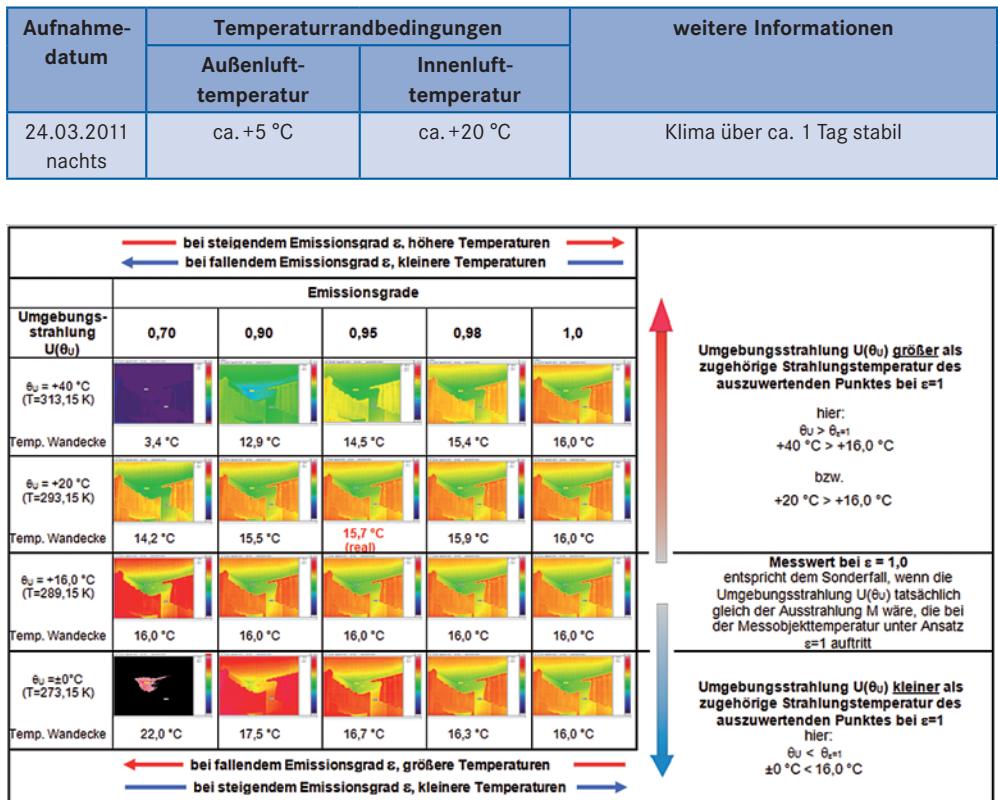 Aufnahme-
datum
Temperaturrandbedingungen
weitere Informationen
Außenluft-
temperatur
Innenluft-
temperatur
24.03.2011
nachts
ca. +5 °C
ca. +20 °C
Klima über ca. 1 Tag stabil
bei steigendem Emissionsgrad ε, höhere Temperaturen
bei fallendem Emissionsgrad ε, kleinere Temperaturen
Emissionsgrade
Umgebungs-
strahlung
U(θU)
0,70 0,90 0,95 0,98 1,0
θU = +40 °C
(T=313,15 K)
Temp. Wandecke 3,4 °C 12,9 °C 14,5 °C 15,4 °C 16,0 °C
θU = +20 °C
(T=293,15 K)
Temp. Wandecke 14,2 °C 15,5 °C 15,7 °C 15,9 °C 16,0 °C
(real)
θU = +16,0 °C
(T=289,15 K)
Temp. Wandecke 16,0 °C 16,0 °C 16,0 °C 16,0 °C 16,0 °C
θU =±0°C
(T=273,15 K)
Temp. Wandecke 22,0 °C 17,5 °C 16,7 °C 16,3 °C 16,0 °C
bei fallendem Emissionsgrad ε, größere Temperaturen
bei steigendem Emissionsgrad ε, kleinere Temperaturen
Umgebungsstrahlung U(θU) größer als
zugehörige Strahlungstemperatur des
auszuwertenden Punktes bei ε=1
hier:
θU > θε=1
+40 °C > +16,0 °C
bzw.
+20 °C > +16,0 °C
Messwert bei ε = 1,0
entspricht dem Sonderfall, wenn die
Umgebungsstrahlung U(θU) tatsächlich
gleich der Ausstrahlung M wäre, die bei
der Messobjekttemperatur unter Ansatz
ε=1 auftritt
Umgebungsstrahlung U(θU) kleiner als
zugehörige Strahlungstemperatur des
auszuwertenden Punktes bei ε=1
hier:
θU < θε=1
±0 °C < 16,0 °C